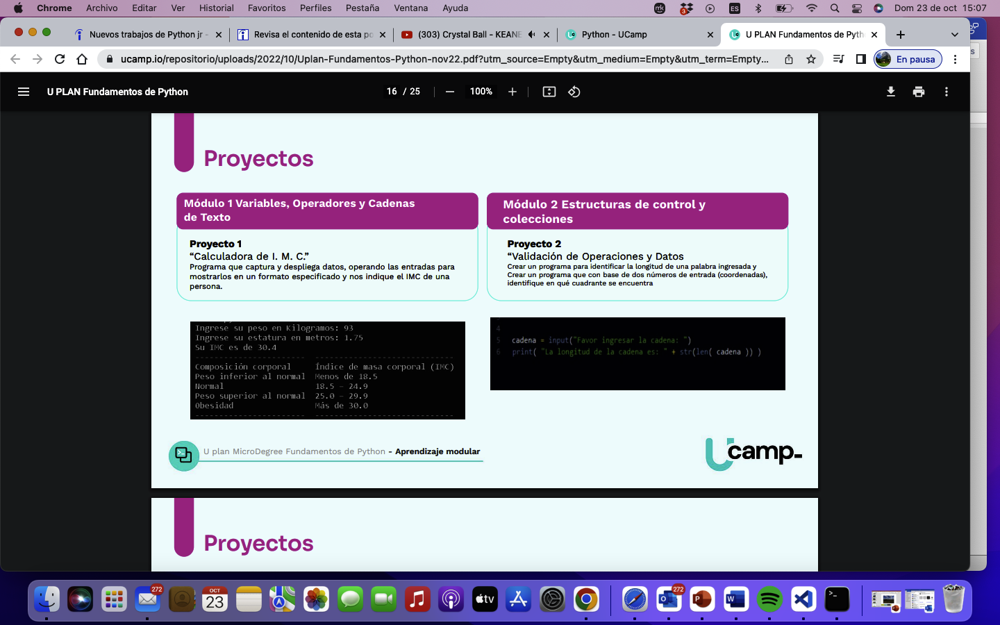 Chrome Archivo Editar Ver Historial Favoritos Perfiles Pestaña Ventana Ayuda 3 ES Dom 23 de oct 15:07
Nuevos trabajos de Python jr - Revisa el contenido de esta po (303) Crystal Ball - KEANE Python - UCamp U PLAN Fundamentos de Pyth
ucamp.io/repositorio/uploads/2022/10/Uplan-Fundamentos-Python-nov22.pdf?utm_source=Empty&utm_medium=Empty&utm_term=Empty... En pausa
U PLAN Fundamentos de Python 16 / 25 100%
Proyectos
Módulo 1 Variables, Operadores y Cadenas
de Texto
Proyecto 1
“Calculadora de I. M. C.”
Programa que captura y despliega datos, operando las entradas para
mostrarlos en un formato especificado y nos indique el IMC de una
persona.
Módulo 2 Estructuras de control y
colecciones
Proyecto 2
“Validación de Operaciones y Datos
Crear un programa para identificar la longitud de una palabra ingresada y
Crear un programa que con base de dos números de entrada (coordenadas),
identifique en qué cuadrante se encuentra
Ingrese su peso en Kilogramos: 93
Ingrese su estatura en metros: 1.75
Su IMC es de 30.4
----------------------- -----------------------------
Composición corporal Índice de masa corporal (IMC)
Peso inferior al normal Menos de 18.5
Normal 18.5 – 24.9
Peso superior al normal 25.0 – 29.9
Obesidad Más de 30.0
----------------------- -----------------------------
4
5 cadena = input("Favor ingresar la cadena: ")
6 print( "La longitud de la cadena es: " + str(len( cadena )) )
U plan MicroDegree Fundamentos de Python - Aprendizaje modular
Ucamp_
Proyectos
272 OCT 23 tv 272